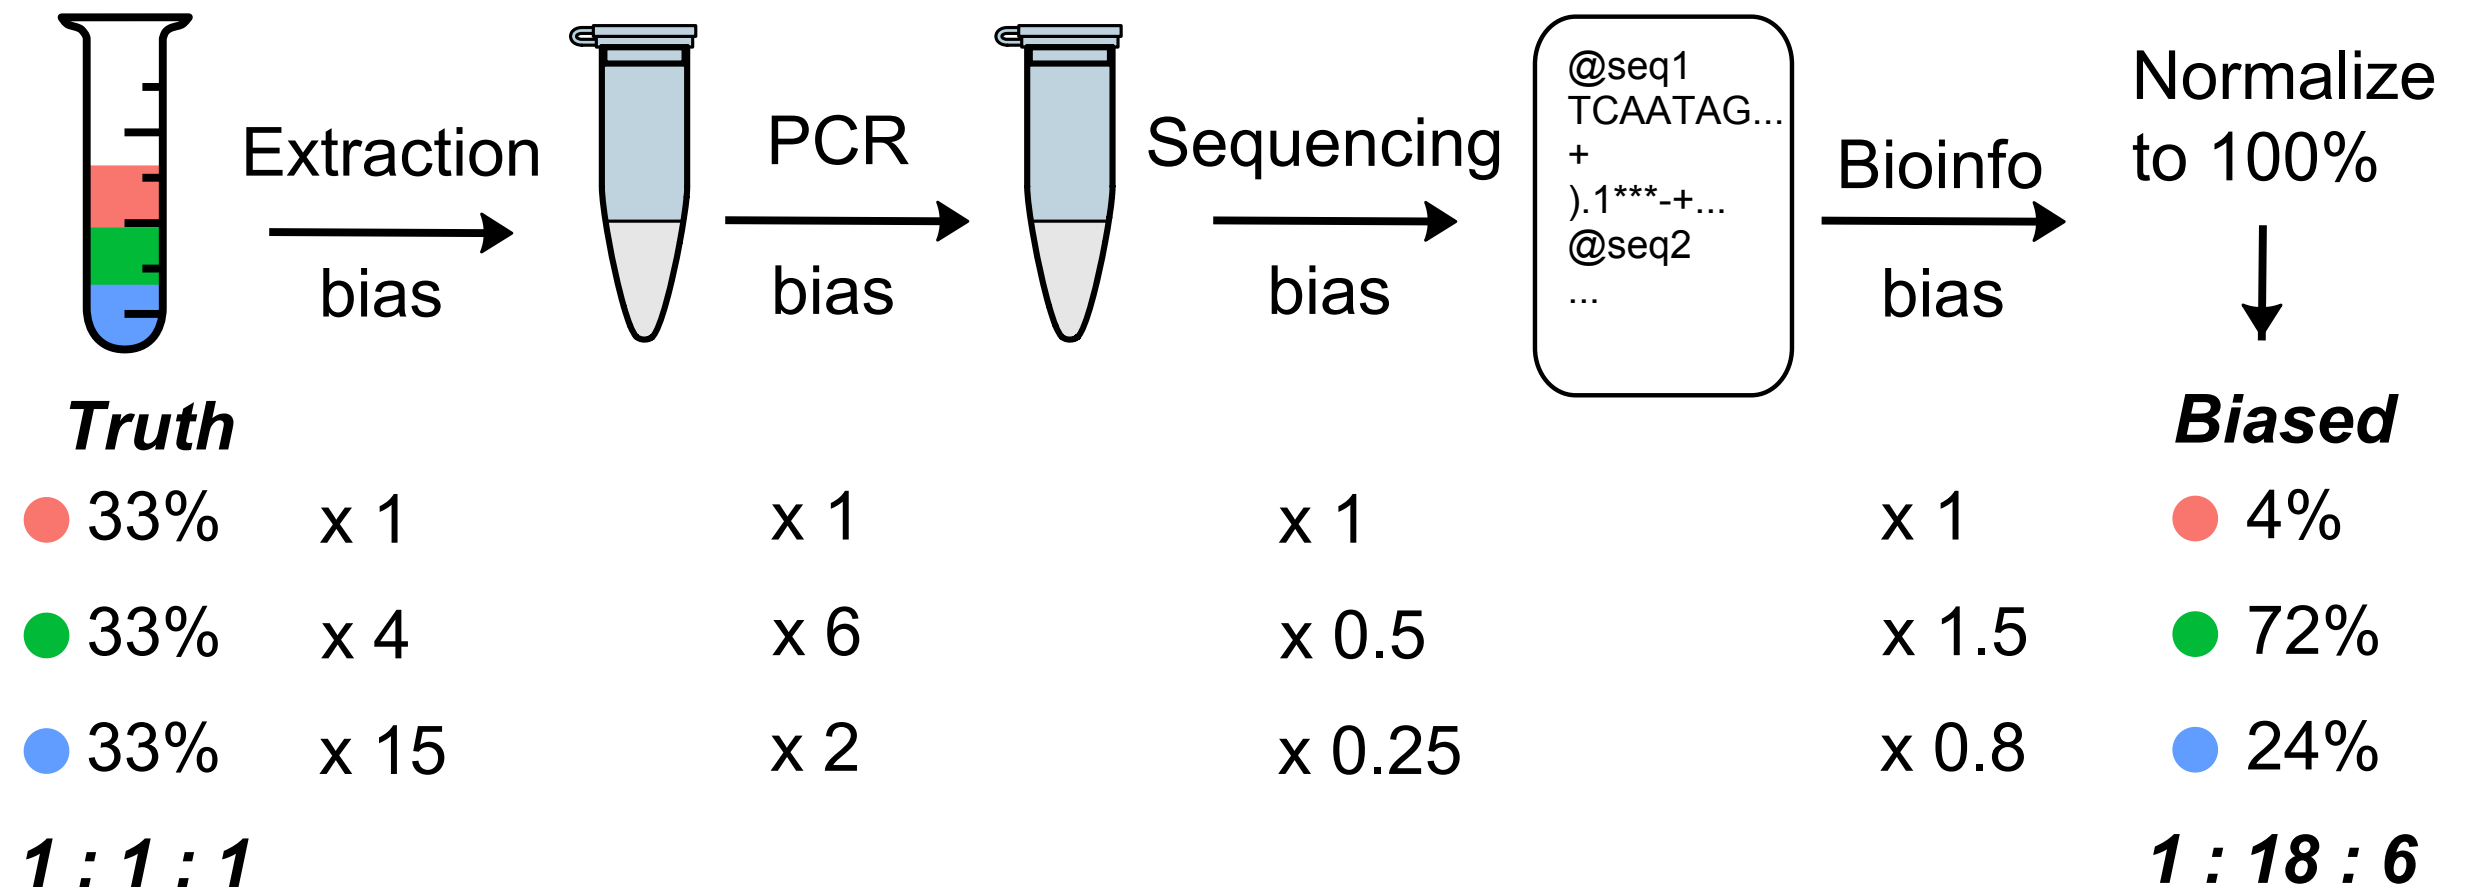 Extraction
bias
PCR
bias
Sequencing
bias
@seq1
TCAATAG...
+
).1***-+...
@seq2
...
Bioinfo
bias
Normalize
to 100%
Truth
Biased
33% x 1 x 1 x 1 x 1 4%
33% x 4 x 6 x 0.5 x 1.5 72%
33% x 15 x 2 x 0.25 x 0.8 24%
1 : 1 : 1
1 : 18 : 6